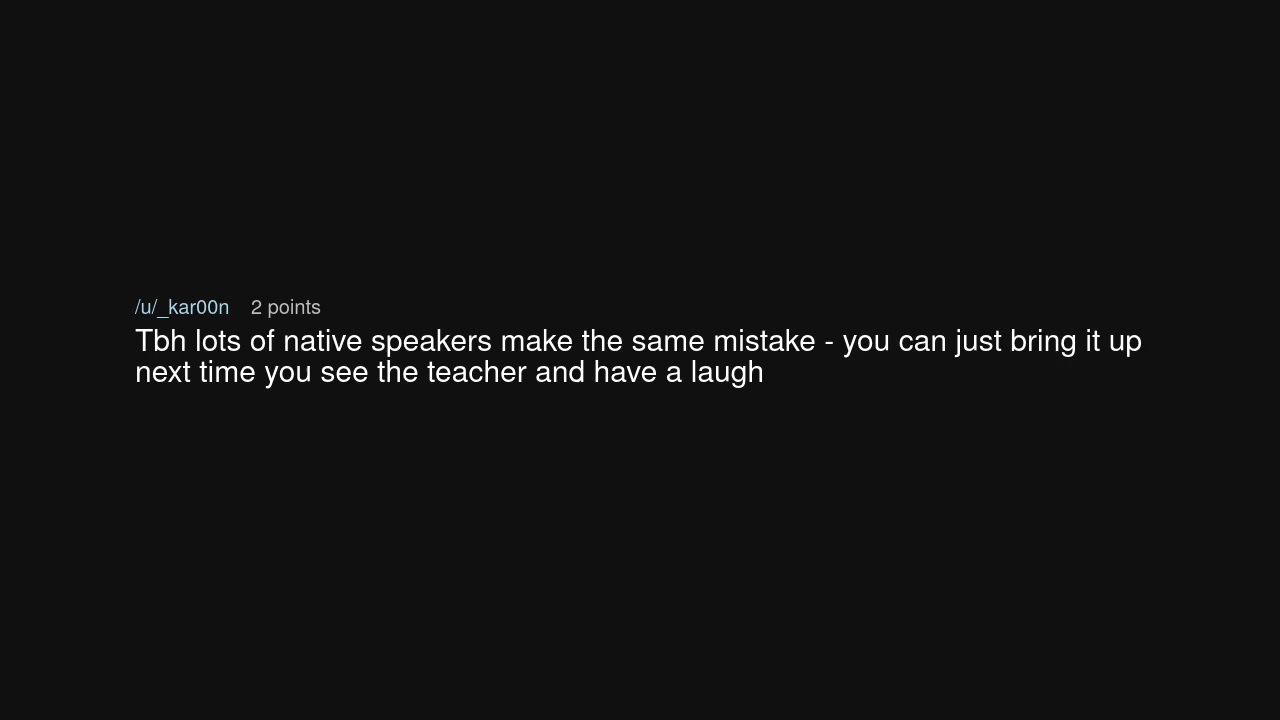 /u/_kar00n 2 points
Tbh lots of native speakers make the same mistake - you can just bring it up
next time you see the teacher and have a laugh